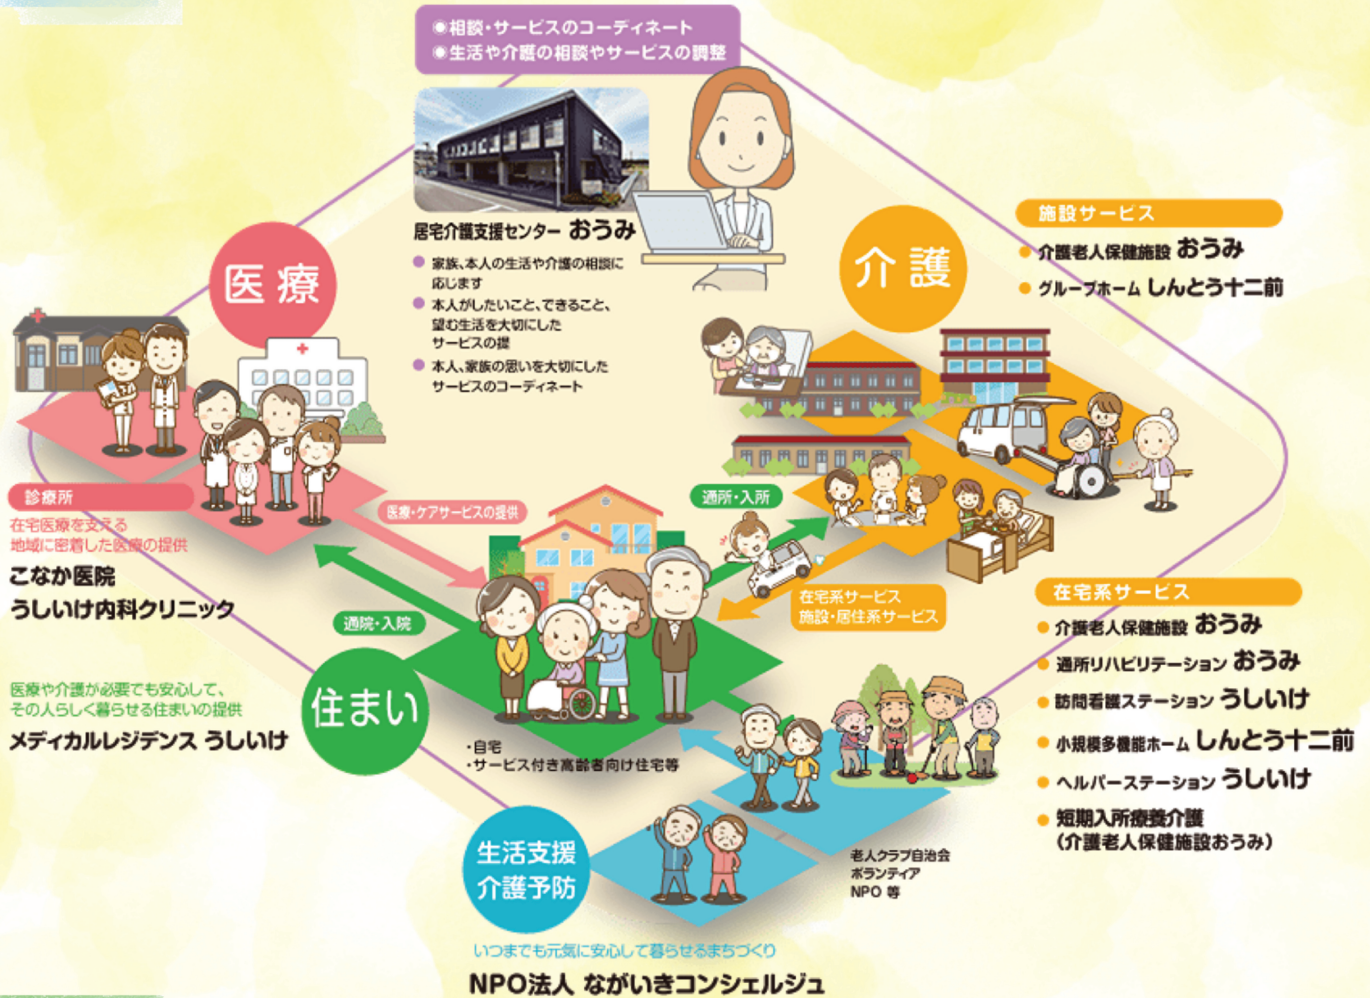 ◉相談・サービスのコーディネート
◉生活や介護の相談やサービスの調整
居宅介護支援センター おうみ
● 家族、本人の生活や介護の相談に
応じます
● 本人がしたいこと、できること、
望む生活を大切にした
サービスの提
● 本人、家族の思いを大切にした
サービスのコーディネート
医療
診療所
在宅医療を支える
地域に密着した医療の提供
こなか医院
うしいけ内科クリニック
医療・ケアサービスの提供
通院・入院
医療や介護が必要でも安心して、
その人らしく暮らせる住まいの提供
メディカルレジデンス うしいけ
住まい
・自宅
・サービス付き高齢者向け住宅等
介護
施設サービス
● 介護老人保健施設 おうみ
● グループホーム しんとう十二前
通所・入所
在宅系サービス
施設・居住系サービス
在宅系サービス
● 介護老人保健施設 おうみ
● 通所リハビリテーション おうみ
● 訪問看護ステーション うしいけ
● 小規模多機能ホーム しんとう十二前
● ヘルパーステーション うしいけ
● 短期入所療養介護
(介護老人保健施設おうみ)
生活支援
介護予防
老人クラブ自治会
ボランティア
NPO 等
いつまでも元気に安心して暮らせるまちづくり
NPO法人 ながいきコンシェルジュ